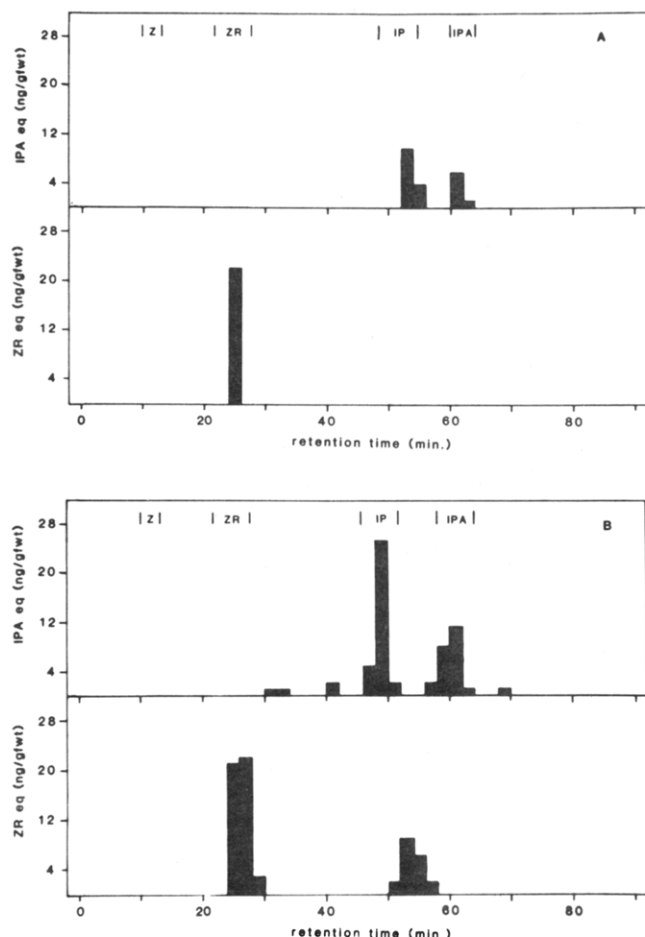 28
20
12
4
IPA eq (ng/gfwt)
Z ZR IP IPA A
28
20
12
4
ZR eq (ng/gfwt)
0 20 40 60 80
retention time (min.)
28
20
12
4
IPA eq (ng/gfwt)
Z ZR IP IPA B
28
20
12
4
ZR eq (ng/gfwt)
0 20 40 60 80
retention time (min.)